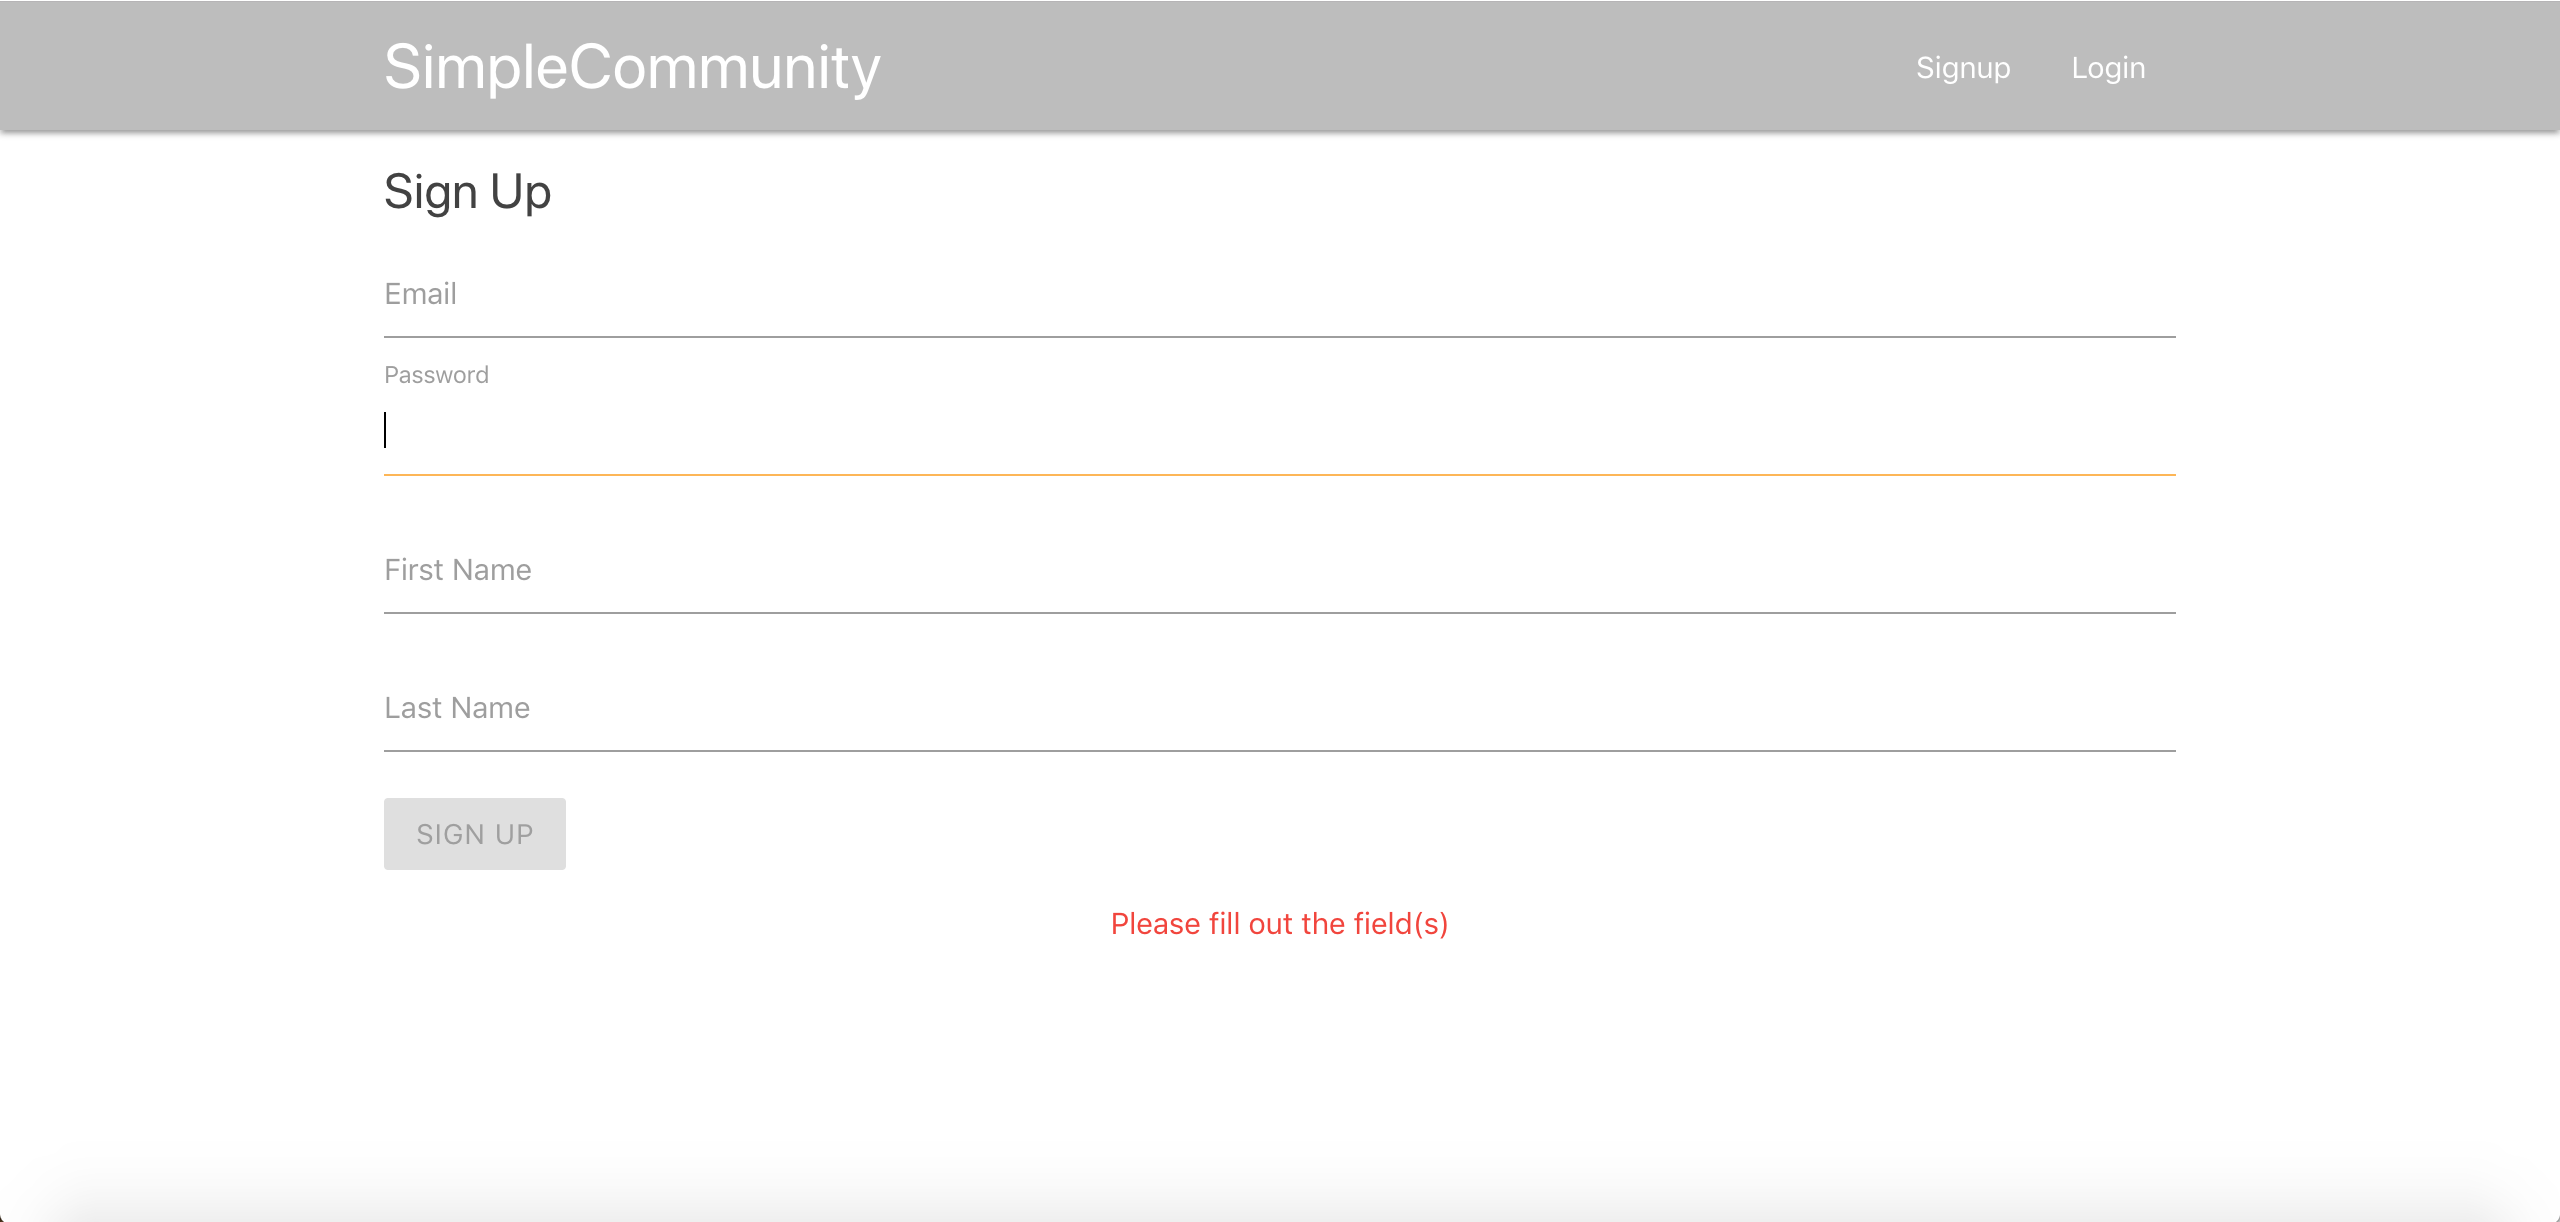 SimpleCommunity
Signup
Login
Sign Up
Email
Password
First Name
Last Name
SIGN UP
Please fill out the field(s)